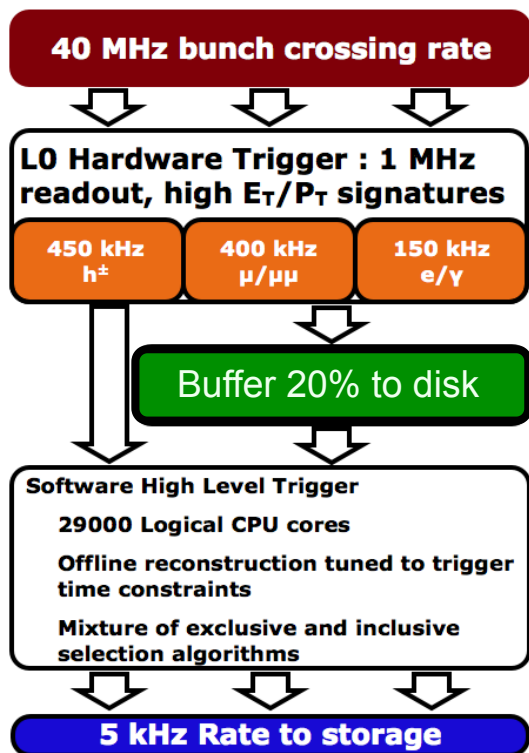 40 MHz bunch crossing rate
L0 Hardware Trigger : 1 MHz
readout, high E_T/P_T signatures
450 kHz
h±
400 kHz
μ/μμ
150 kHz
e/γ
Buffer 20% to disk
Software High Level Trigger
29000 Logical CPU cores
Offline reconstruction tuned to trigger
time constraints
Mixture of exclusive and inclusive
selection algorithms
5 kHz Rate to storage